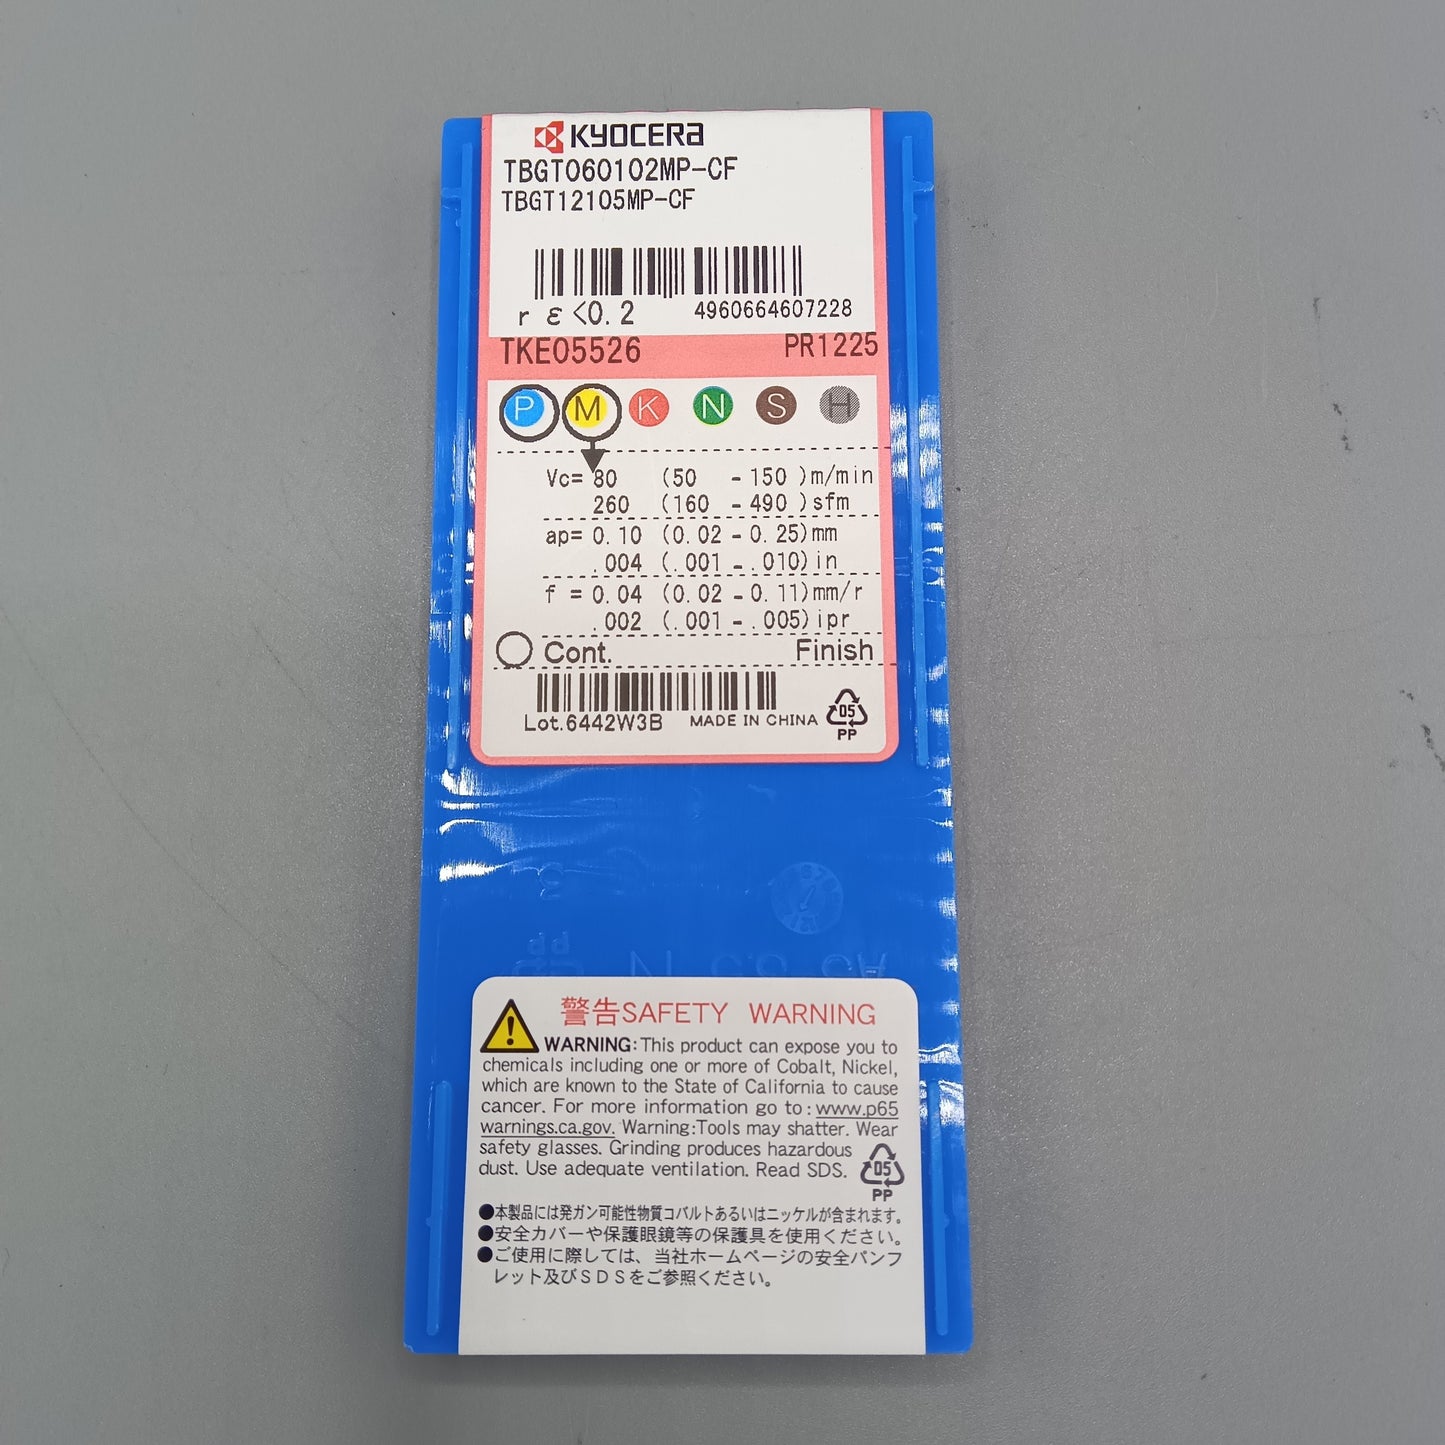 KYOCERA
TBGT060102MP-CF
TBGT12105MP-CF
rε<0.2 4960664607228
TKE05526 PR1225
P M K N S H
Vc= 80 (50 - 150 )m/min
260 (160 - 490 )sfm
ap= 0.10 (0.02 - 0.25)mm
.004 (.001 - .010)in
f = 0.04 (0.02 - 0.11)mm/r
.002 (.001 - .005)ipr
Cont. Finish
Lot.6442W3B MADE IN CHINA
05
PP
警告SAFETY WARNING
WARNING:This product can expose you to
chemicals including one or more of Cobalt, Nickel,
which are known to the State of California to cause
cancer. For more information go to:www.p65
warnings.ca.gov. Warning:Tools may shatter. Wear
safety glasses. Grinding produces hazardous
dust. Use adequate ventilation. Read SDS.
05
PP
●本製品には発ガン可能性物質コバルトあるいはニッケルが含まれます。
●安全カバーや保護眼鏡等の保護具を使用ください。
●ご使用に際しては、当社ホームページの安全パンフ
レット及びSDSをご参照ください。